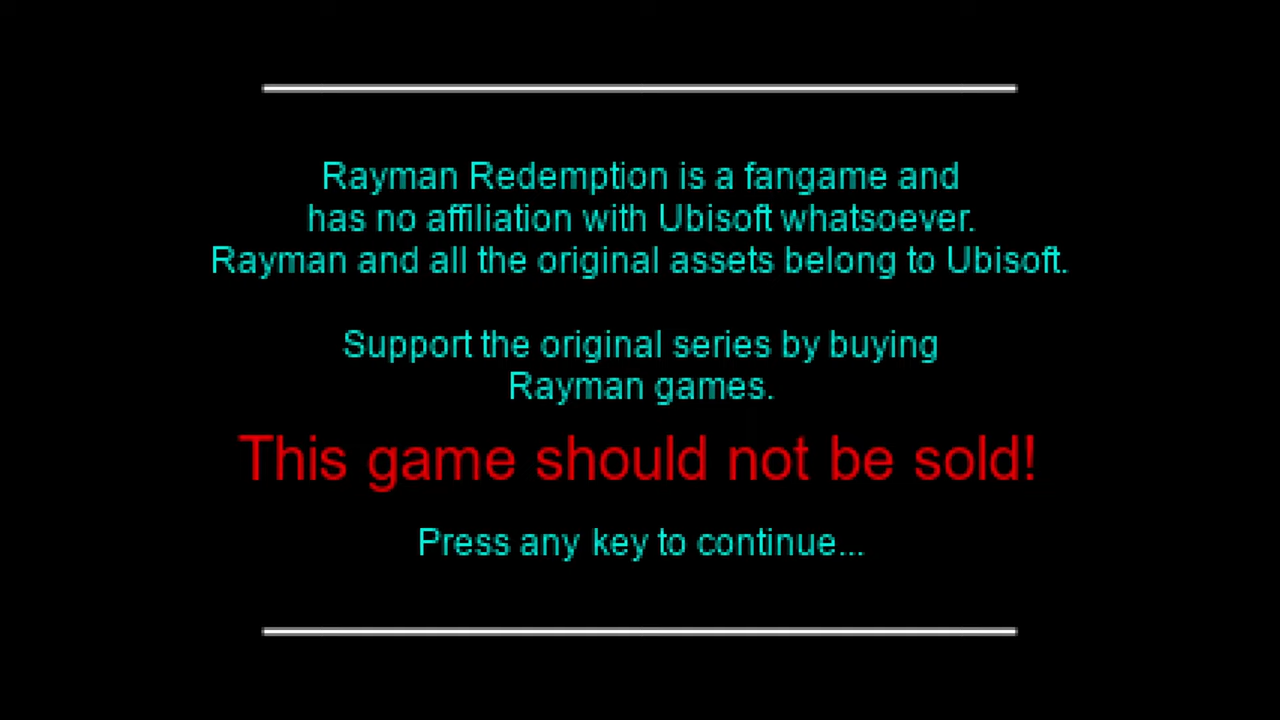 Rayman Redemption is a fangame and
has no affiliation with Ubisoft whatsoever.
Rayman and all the original assets belong to Ubisoft.
Support the original series by buying
Rayman games.
This game should not be sold!
Press any key to continue...